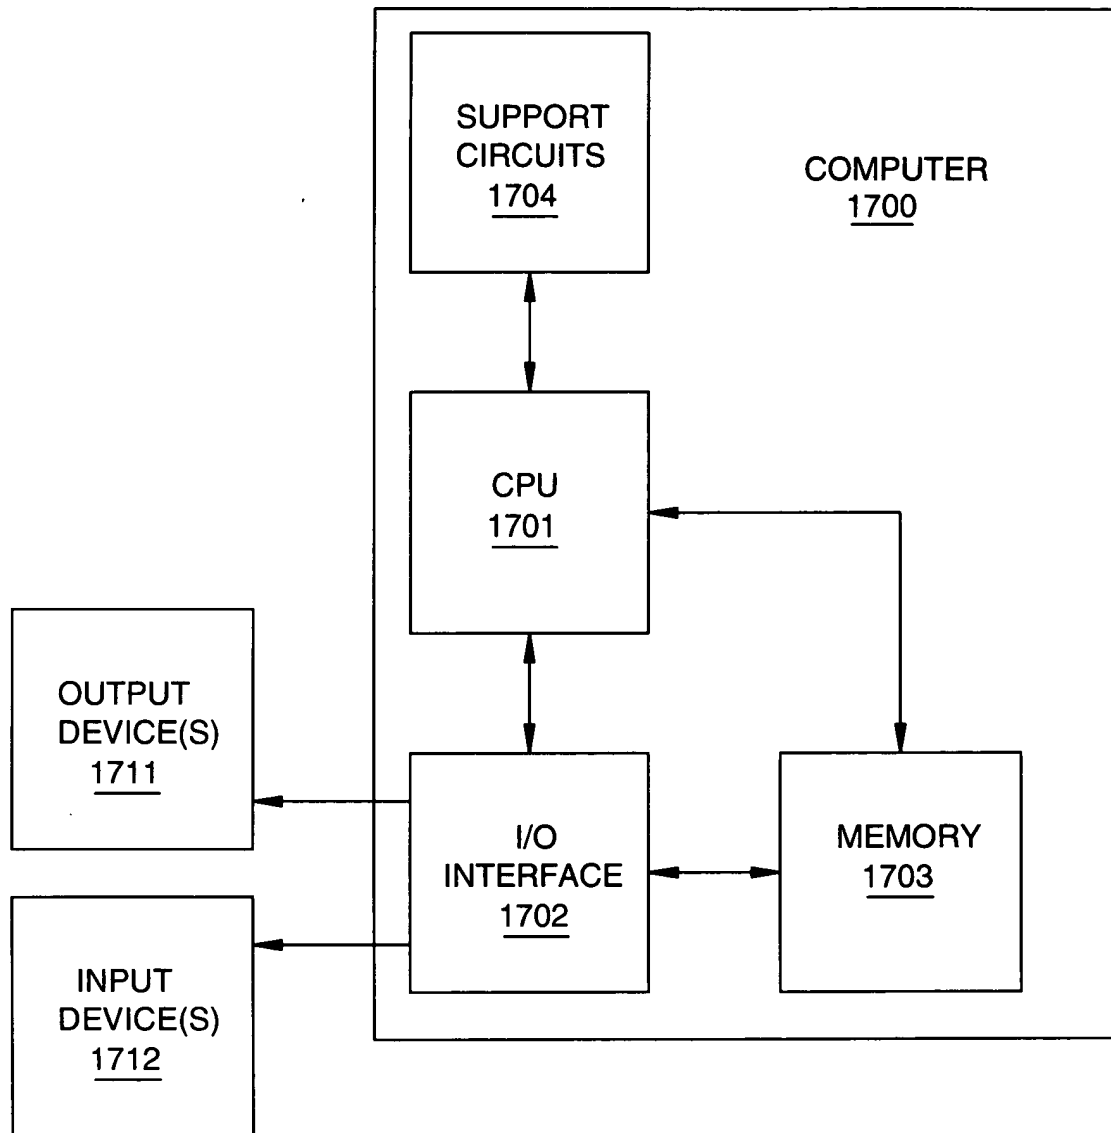 SUPPORT
CIRCUITS
1704
COMPUTER
1700
CPU
1701
OUTPUT
DEVICE(S)
1711
I/O
INTERFACE
1702
MEMORY
1703
INPUT
DEVICE(S)
1712